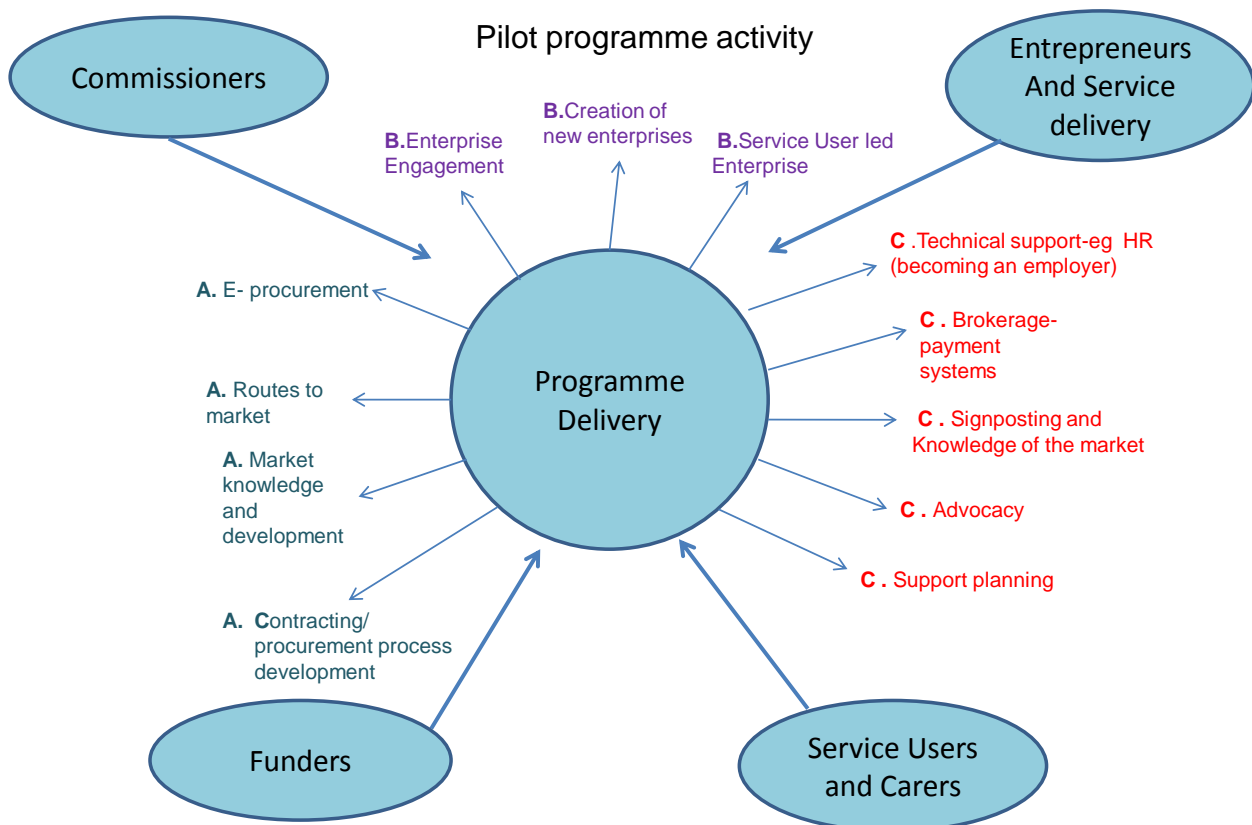 Pilot programme activity
Commissioners
Entrepreneurs
And Service
delivery
B.Enterprise
Engagement
B.Creation of
new enterprises
B.Service User led
Enterprise
A. E- procurement
A. Routes to
market
A. Market
knowledge
and
development
A. Contracting/
procurement process
development
Programme
Delivery
C .Technical support-eg HR
(becoming an employer)
C . Brokerage-
payment
systems
C . Signposting and
Knowledge of the market
C . Advocacy
C . Support planning
Funders
Service Users
and Carers